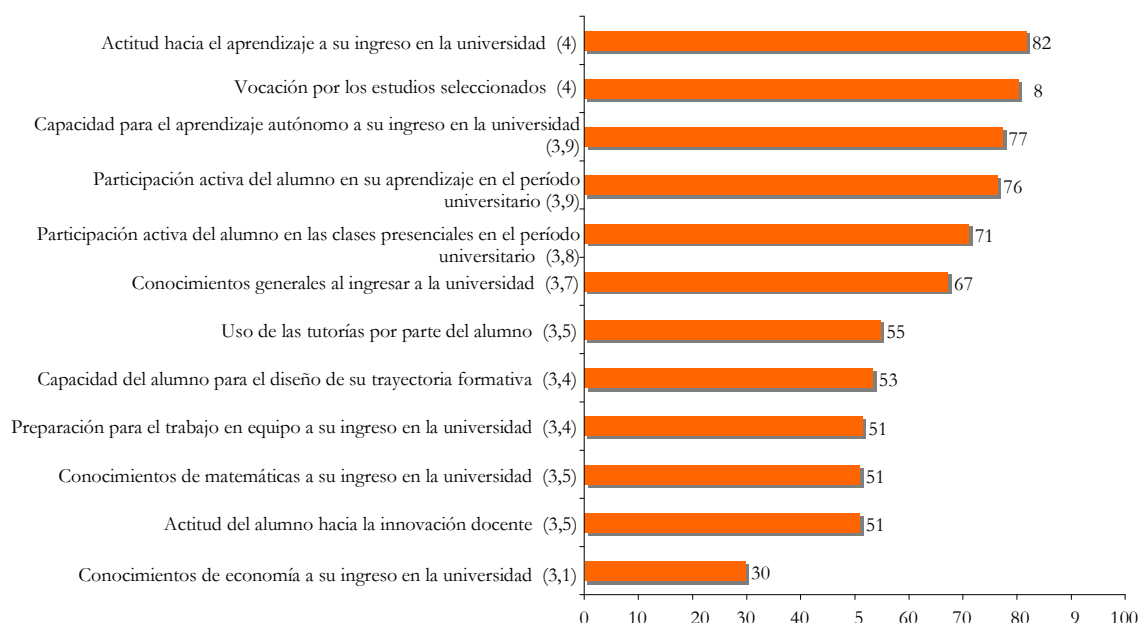 Actitud hacia el aprendizaje a su ingreso en la universidad (4) 82
Vocación por los estudios seleccionados (4) 8
Capacidad para el aprendizaje autónomo a su ingreso en la universidad
(3,9) 77
Participación activa del alumno en su aprendizaje en el período
universitario (3,9) 76
Participación activa del alumno en las clases presenciales en el período
universitario (3,8) 71
Conocimientos generales al ingresar a la universidad (3,7) 67
Uso de las tutorías por parte del alumno (3,5) 55
Capacidad del alumno para el diseño de su trayectoria formativa (3,4) 53
Preparación para el trabajo en equipo a su ingreso en la universidad (3,4) 51
Conocimientos de matemáticas a su ingreso en la universidad (3,5) 51
Actitud del alumno hacia la innovación docente (3,5) 51
Conocimientos de economía a su ingreso en la universidad (3,1) 30
0 10 20 30 40 5 60 70 80 9 100